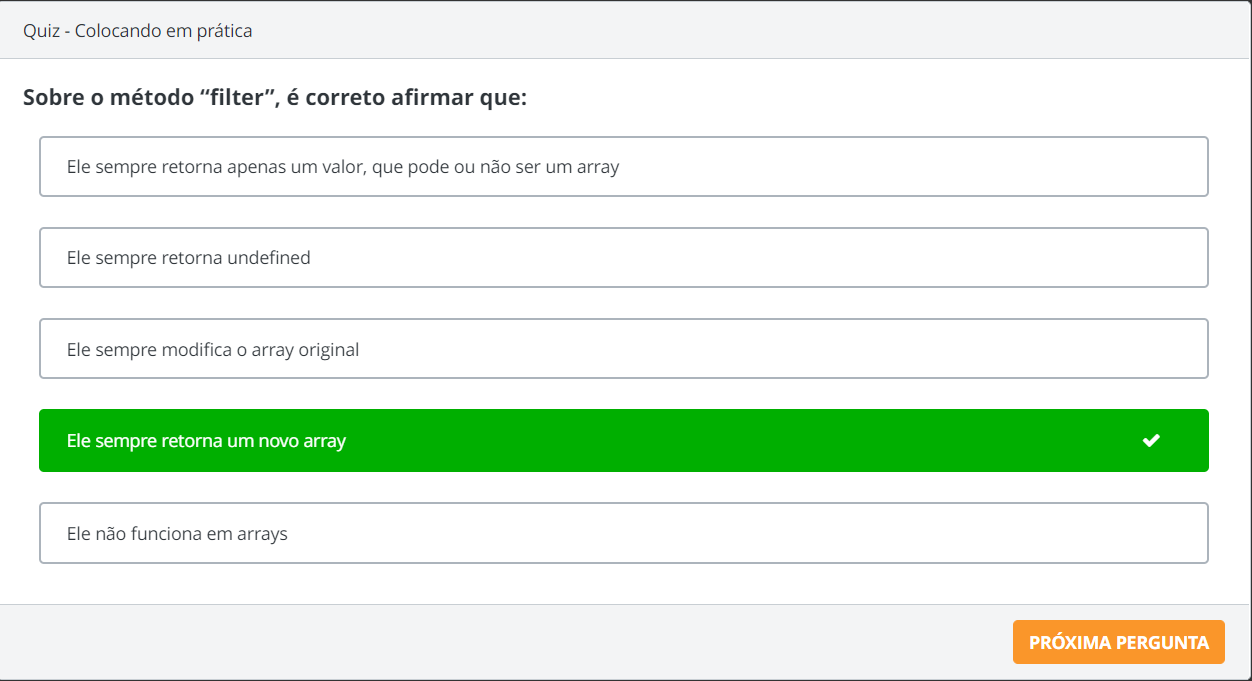 Quiz - Colocando em prática
Sobre o método “filter”, é correto afirmar que:
Ele sempre retorna apenas um valor, que pode ou não ser um array
Ele sempre retorna undefined
Ele sempre modifica o array original
Ele sempre retorna um novo array
Ele não funciona em arrays
PRÓXIMA PERGUNTA